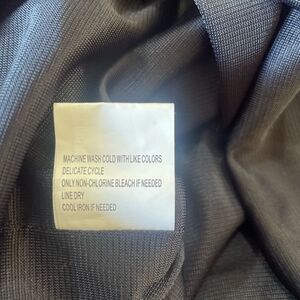 MACHINE WASH COLD WITH LIKE COLORS
DELICATE CYCLE
ONLY NON-CHLORINE BLEACH IF NEEDED
LINE DRY
COOL IRON IF NEEDED